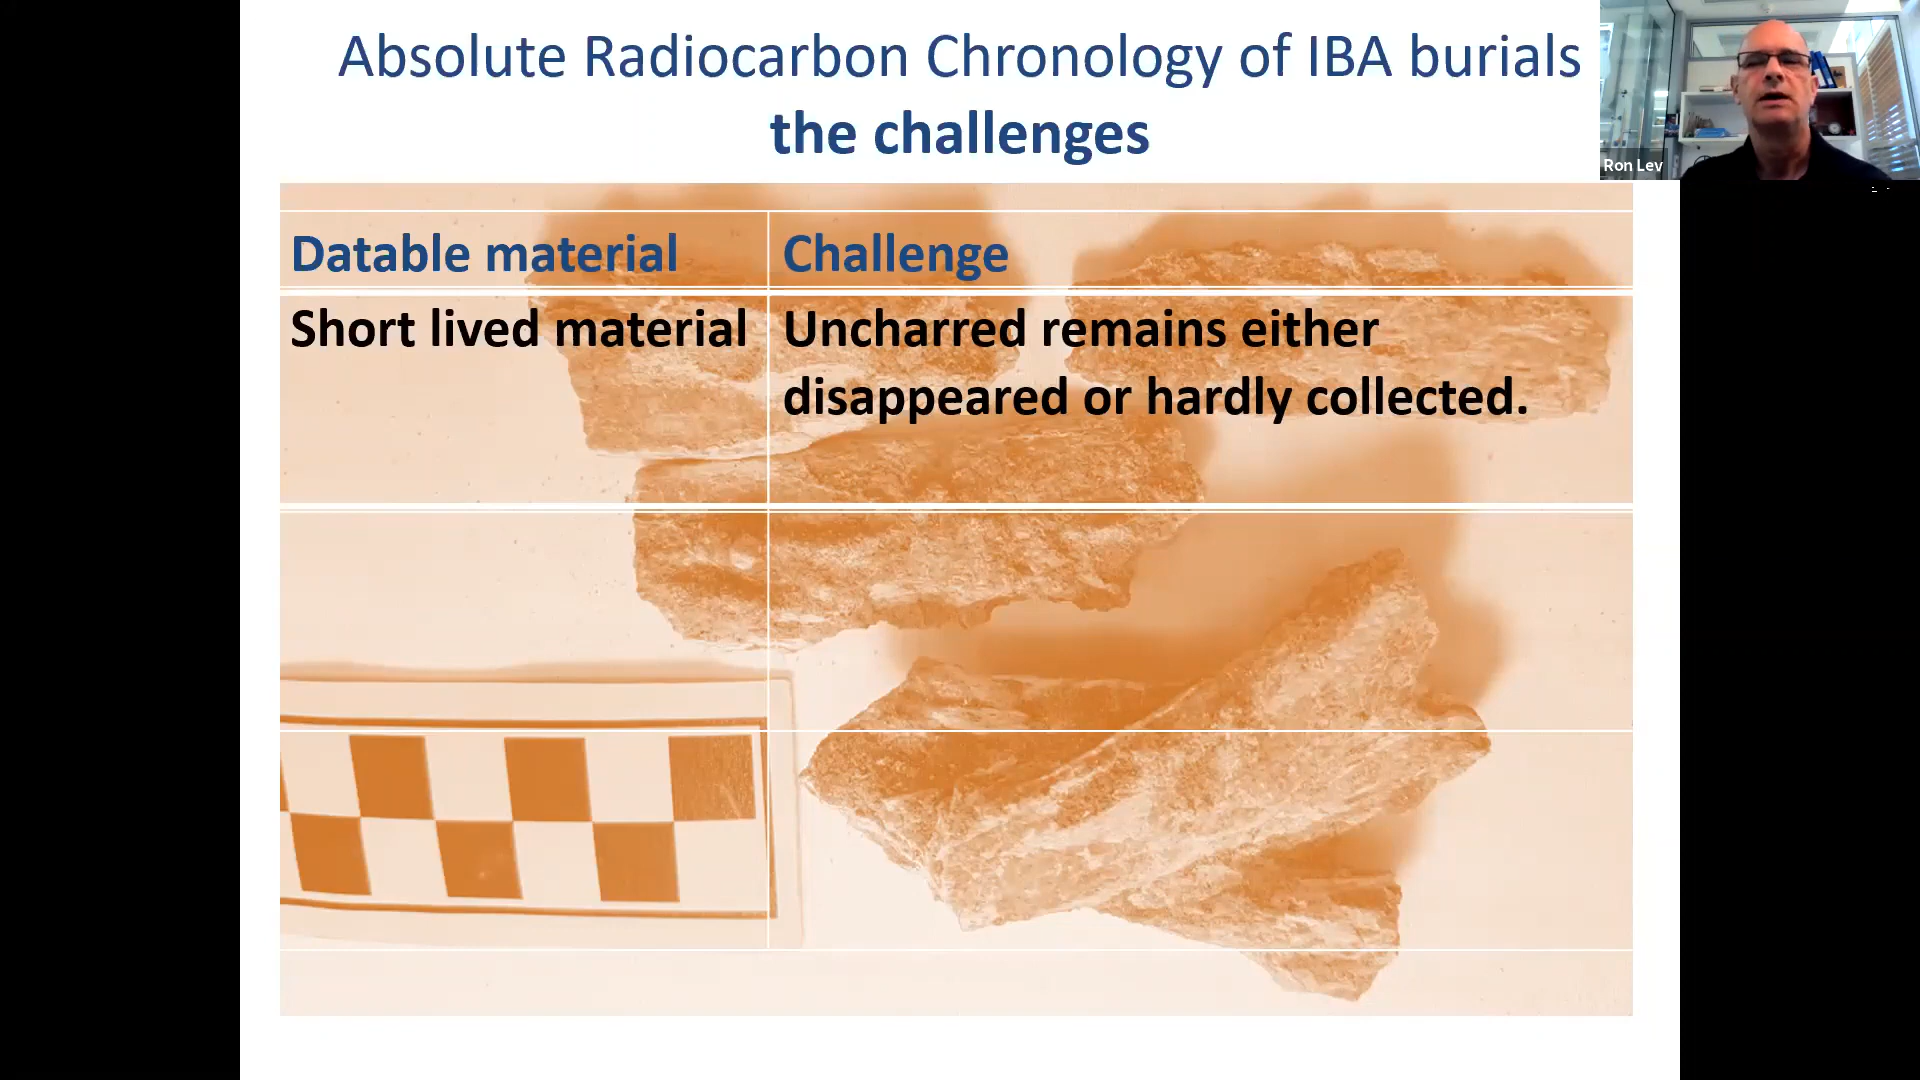 Absolute Radiocarbon Chronology of IBA burials
the challenges
Ron Lev
Datable material
Challenge
Short lived material
Uncharred remains either
disappeared or hardly collected.